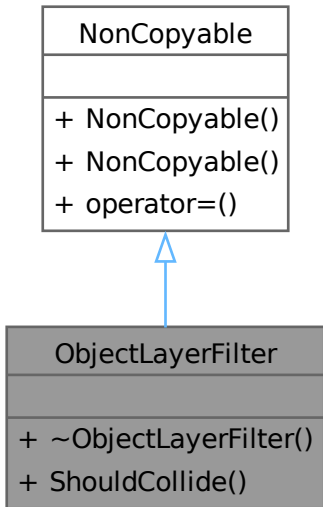 NonCopyable
+ NonCopyable()
+ NonCopyable()
+ operator=()
ObjectLayerFilter
+ ~ObjectLayerFilter()
+ ShouldCollide()